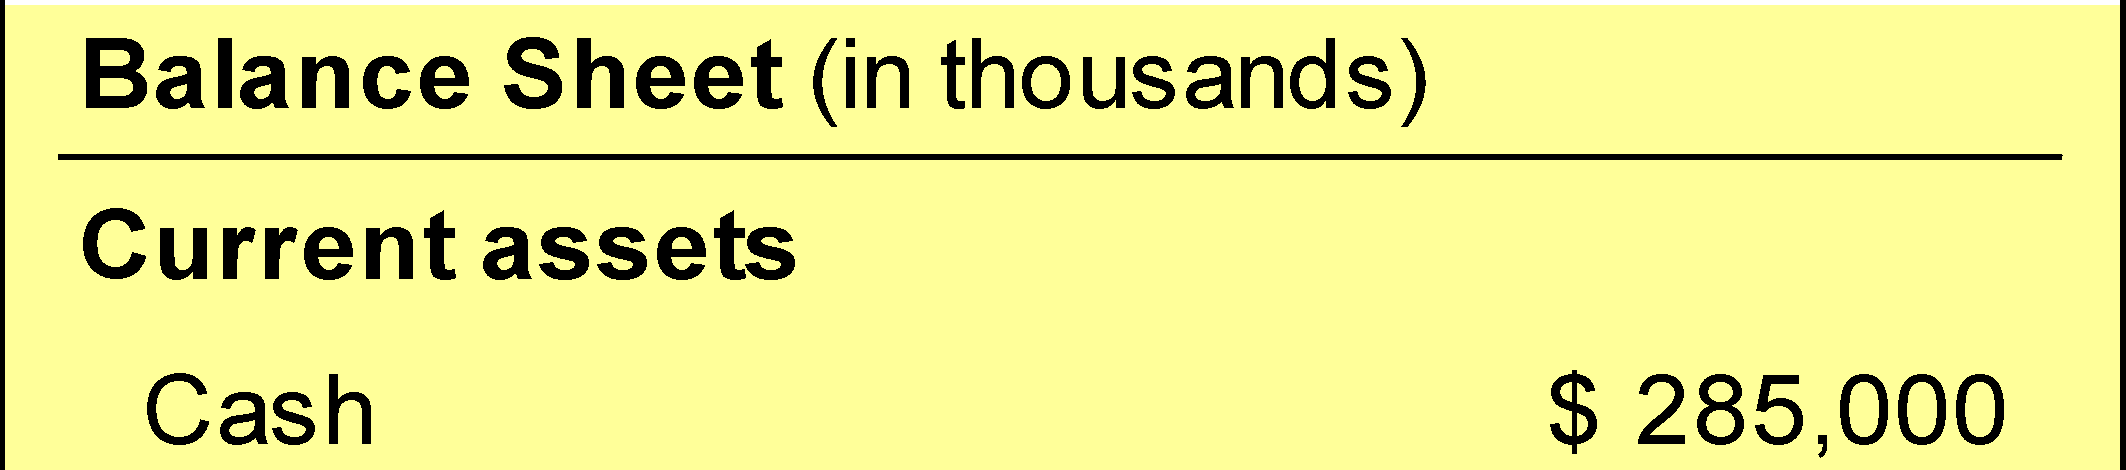 Balance Sheet (in thousands)
Current assets
Cash $ 285,000